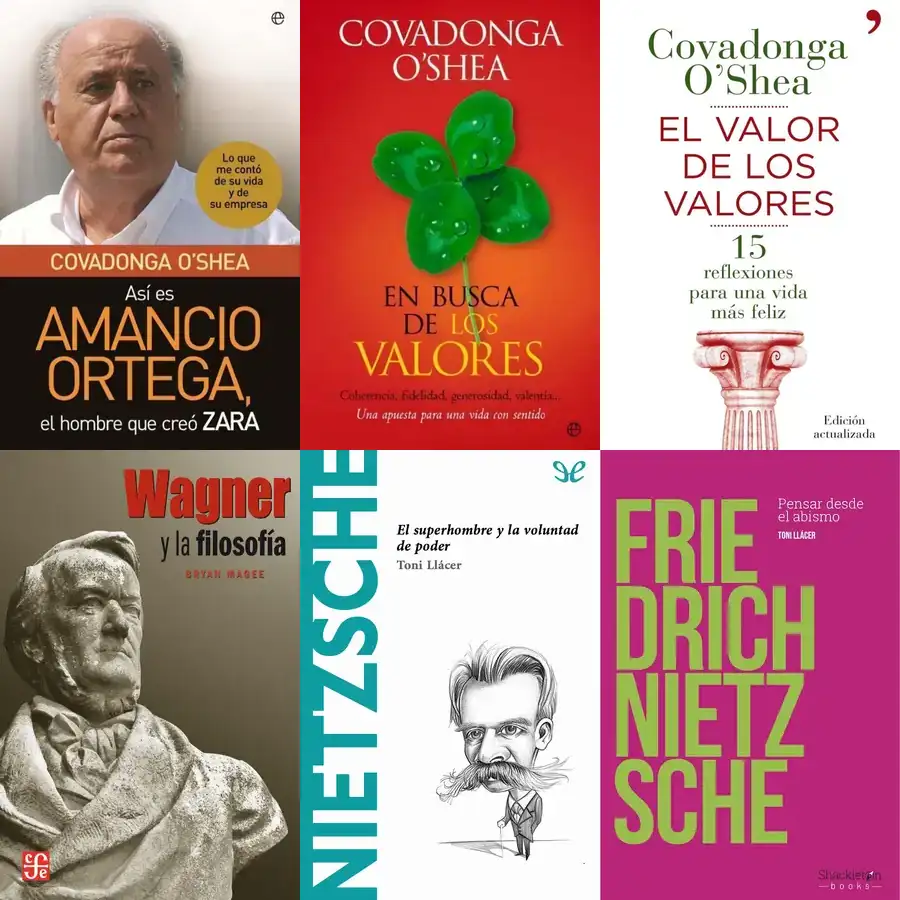 Lo que
me contó
de su vida
y de
su empresa
COVADONGA O'SHEA
Así es
AMANCIO
ORTEGA,
el hombre que creó ZARA
COVADONGA
O'SHEA
EN BUSCA
DE LOS
VALORES
Coherencia, fidelidad, generosidad, valentía...
Una apuesta para una vida con sentido
Covadonga
O'Shea
EL VALOR
DE LOS
VALORES
15
reflexiones
para una vida
más feliz
Edición
actualizada
Wagner
y la filosofía
BRYAN MAGEE
fce
NIETZSCHE
El superhombre y la voluntad
de poder
Toni Llácer
FRIE
DRICH
NIETZ
SCHE
Pensar desde
el abismo
TONI LLÁCER
Shackleton
books